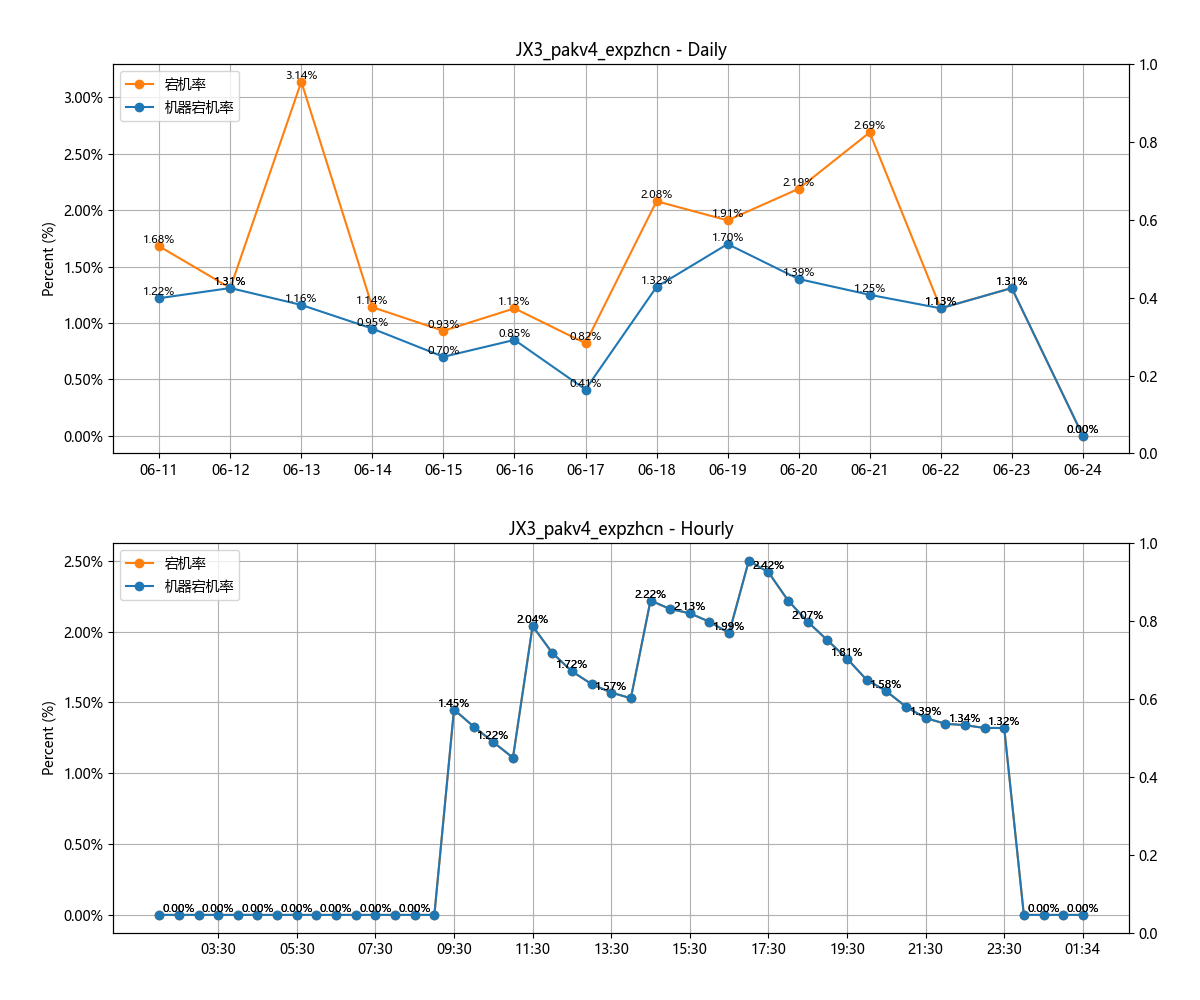 JX3_pakv4_expzhcn - Daily
宕机率
机器宕机率
Percent (%)
3.00%
2.50%
2.00%
1.50%
1.00%
0.50%
0.00%
1.0
0.8
0.6
0.4
0.2
0.0
1.68% 1.31% 3.14% 1.14% 0.93% 1.13% 0.82% 2.08% 1.91% 2.19% 2.69% 1.13% 1.31% 0.00%
1.22% 1.31% 1.16% 0.95% 0.70% 0.85% 0.41% 1.32% 1.70% 1.39% 1.25% 1.13% 1.31% 0.00%
06-11 06-12 06-13 06-14 06-15 06-16 06-17 06-18 06-19 06-20 06-21 06-22 06-23 06-24
JX3_pakv4_expzhcn - Hourly
宕机率
机器宕机率
Percent (%)
2.50%
2.00%
1.50%
1.00%
0.50%
0.00%
1.0
0.8
0.6
0.4
0.2
0.0
0.00% 0.00% 0.00% 0.00% 0.00% 0.00% 0.00% 1.45% 1.22% 2.04% 1.72% 1.57% 2.22% 2.13% 1.99% 2.42% 2.07% 1.81% 1.58% 1.39% 1.34% 1.32% 0.00% 0.00%
03:30 05:30 07:30 09:30 11:30 13:30 15:30 17:30 19:30 21:30 23:30 01:34